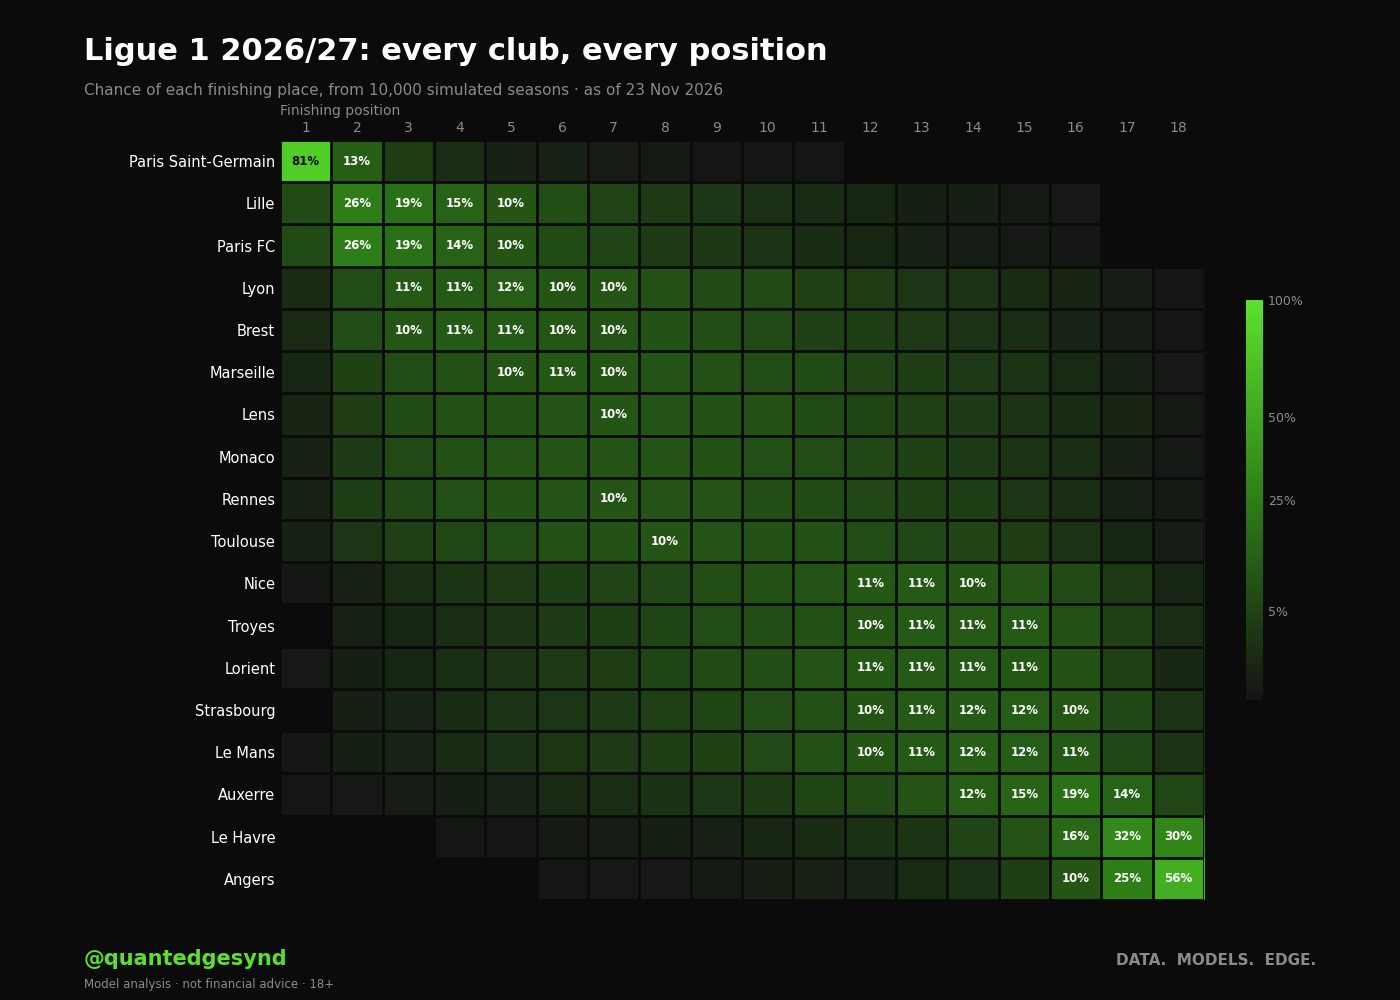 Ligue 1 2026/27: every club, every position
Chance of each finishing place, from 10,000 simulated seasons · as of 23 Nov 2026
Finishing position
1 2 3 4 5 6 7 8 9 10 11 12 13 14 15 16 17 18
Paris Saint-Germain 81% 13%
Lille 26% 19% 15% 10%
Paris FC 26% 19% 14% 10%
Lyon 11% 11% 12% 10% 10%
Brest 10% 11% 11% 10% 10%
Marseille 10% 11% 10%
Lens 10%
Monaco
Rennes 10%
Toulouse 10%
Nice 11% 11% 10%
Troyes 10% 11% 11% 11%
Lorient 11% 11% 11% 11%
Strasbourg 10% 11% 12% 12% 10%
Le Mans 10% 11% 12% 12% 11%
Auxerre 12% 15% 19% 14%
Le Havre 16% 32% 30%
Angers 10% 25% 56%
100%
50%
25%
5%
@quantedgesynd
DATA. MODELS. EDGE.
Model analysis · not financial advice · 18+